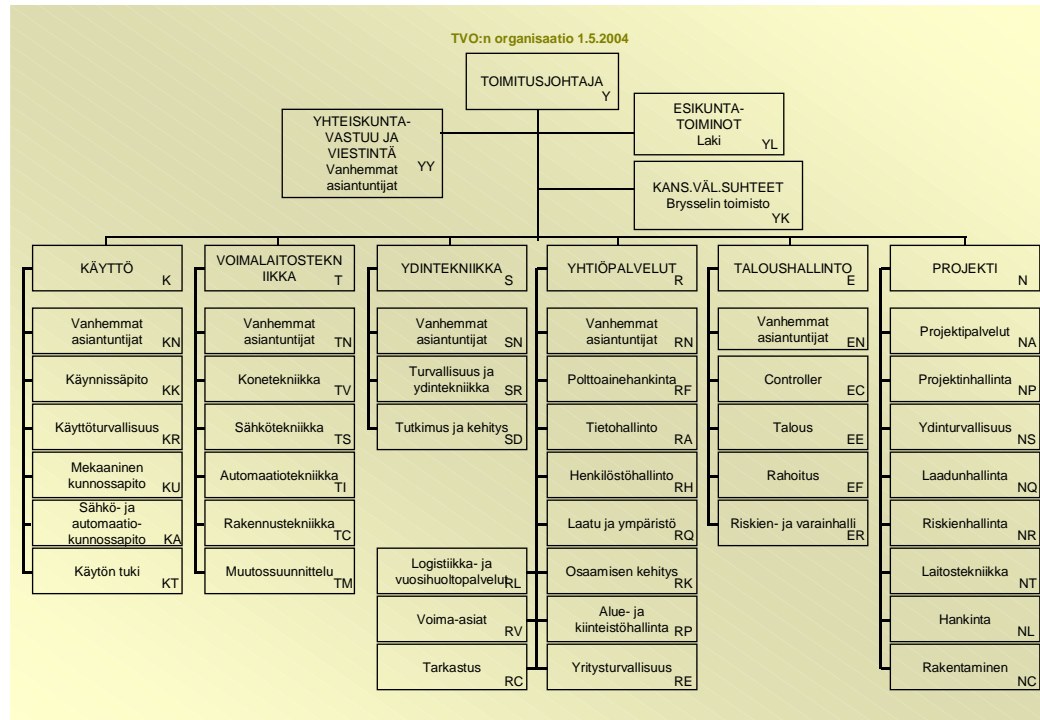 TVO:n organisaatio 1.5.2004
TOIMITUSJOHTAJA
Y
YHTEISKUNTA-
VASTUU JA
VIESTINTÄ
Vanhemmat
asiantuntijat
YY
ESIKUNTA-
TOIMINOT
Laki
YL
KANS.VÄL.SUHTEET
Brysselin toimisto
YK
KÄYTTÖ
K
Vanhemmat
asiantuntijat
KN
Käynnissäpito
KK
Käyttöturvallisuus
KR
Mekaaninen
kunnossapito
KU
Sähkö- ja
automaatio-
kunnossapito
KA
Käytön tuki
KT
VOIMALAITOSTEKN
IIKKA
T
Vanhemmat
asiantuntijat
TN
Konetekniikka
TV
Sähkötekniikka
TS
Automaatiotekniikka
TI
Rakennustekniikka
TC
Muutossuunnittelu
TM
YDINTEKNIIKKA
S
Vanhemmat
asiantuntijat
SN
Turvallisuus ja
ydintekniikka
SR
Tutkimus ja kehitys
SD
YHTIÖPALVELUT
R
Vanhemmat
asiantuntijat
RN
Polttoainehankinta
RF
Tietohallinto
RA
Henkilöstöhallinto
RH
Laatu ja ympäristö
RQ
Logistiikka- ja
vuosihuoltopalvelut
RL
Osaamisen kehitys
RK
Voima-asiat
RV
Alue- ja
kiinteistöhallinta
RP
Tarkastus
RC
Yritysturvallisuus
RE
TALOUSHALLINTO
E
Vanhemmat
asiantuntijat
EN
Controller
EC
Talous
EE
Rahoitus
EF
Riskien- ja varainhalli
ER
PROJEKTI
N
Projektipalvelut
NA
Projektinhallinta
NP
Ydinturvallisuus
NS
Laadunhallinta
NQ
Riskienhallinta
NR
Laitostekniikka
NT
Hankinta
NL
Rakentaminen
NC